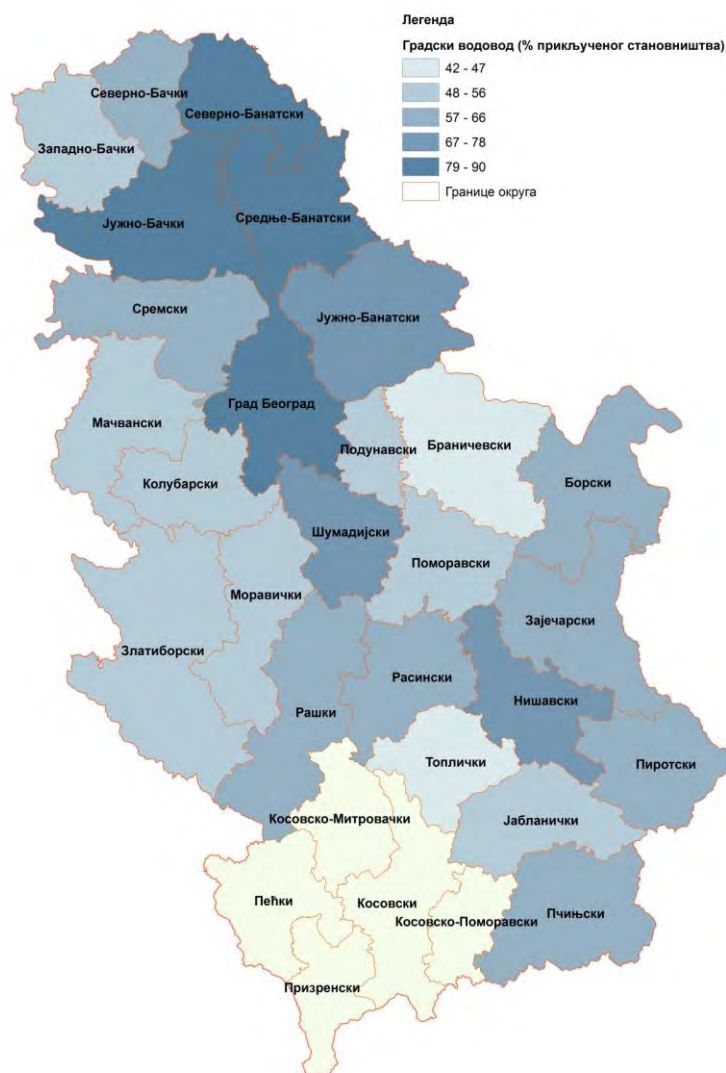 Легенда
Градски водовод (% прикљученог становништва)
42 - 47
48 - 56
57 - 66
67 - 78
79 - 90
Границе округа
Северно-Бачки
Северно-Банатски
Западно-Бачки
Јужно-Бачки
Средње-Банатски
Сремски
Јужно-Банатски
Град Београд
Мачвански
Подунавски
Браничевски
Колубарски
Борски
Шумадијски
Поморавски
Моравички
Зајечарски
Златиборски
Расински
Нишавски
Рашки
Топлички
Пиротски
Косовско-Митровачки
Јабланички
Пећки
Косовски
Косовско-Поморавски
Пчињски
Призренски